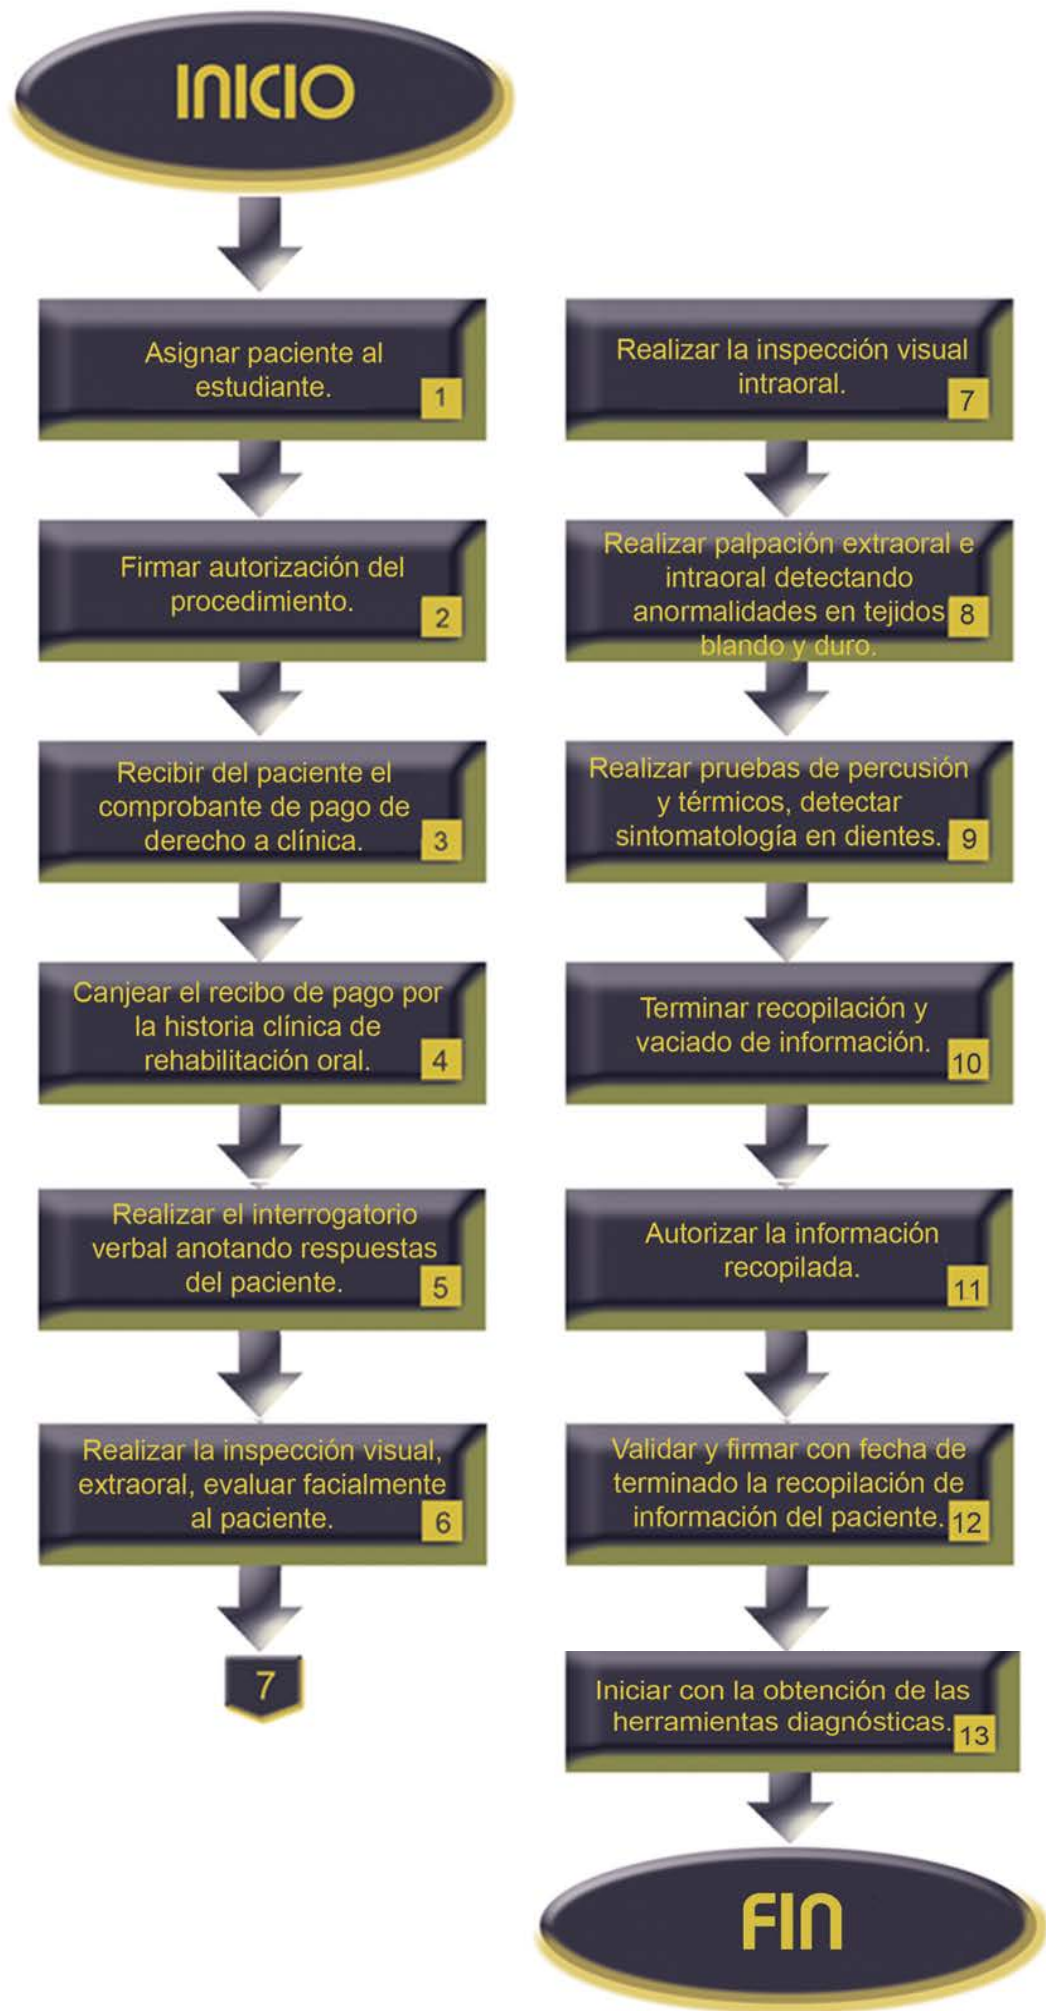 INICIO
Asignar paciente al
estudiante.
1
Firmar autorización del
procedimiento.
2
Recibir del paciente el
comprobante de pago de
derecho a clínica.
3
Canjear el recibo de pago por
la historia clínica de
rehabilitación oral.
4
Realizar el interrogatorio
verbal anotando respuestas
del paciente.
5
Realizar la inspección visual,
extraoral, evaluar facialmente
al paciente.
6
7
Realizar la inspección visual
intraoral.
7
Realizar palpación extraoral e
intraoral detectando
anormalidades en tejidos
blando y duro.
8
Realizar pruebas de percusión
y térmicos, detectar
sintomatología en dientes.
9
Terminar recopilación y
vaciado de información.
10
Autorizar la información
recopilada.
11
Validar y firmar con fecha de
terminado la recopilación de
información del paciente.
12
Iniciar con la obtención de las
herramientas diagnósticas.
13
FIN